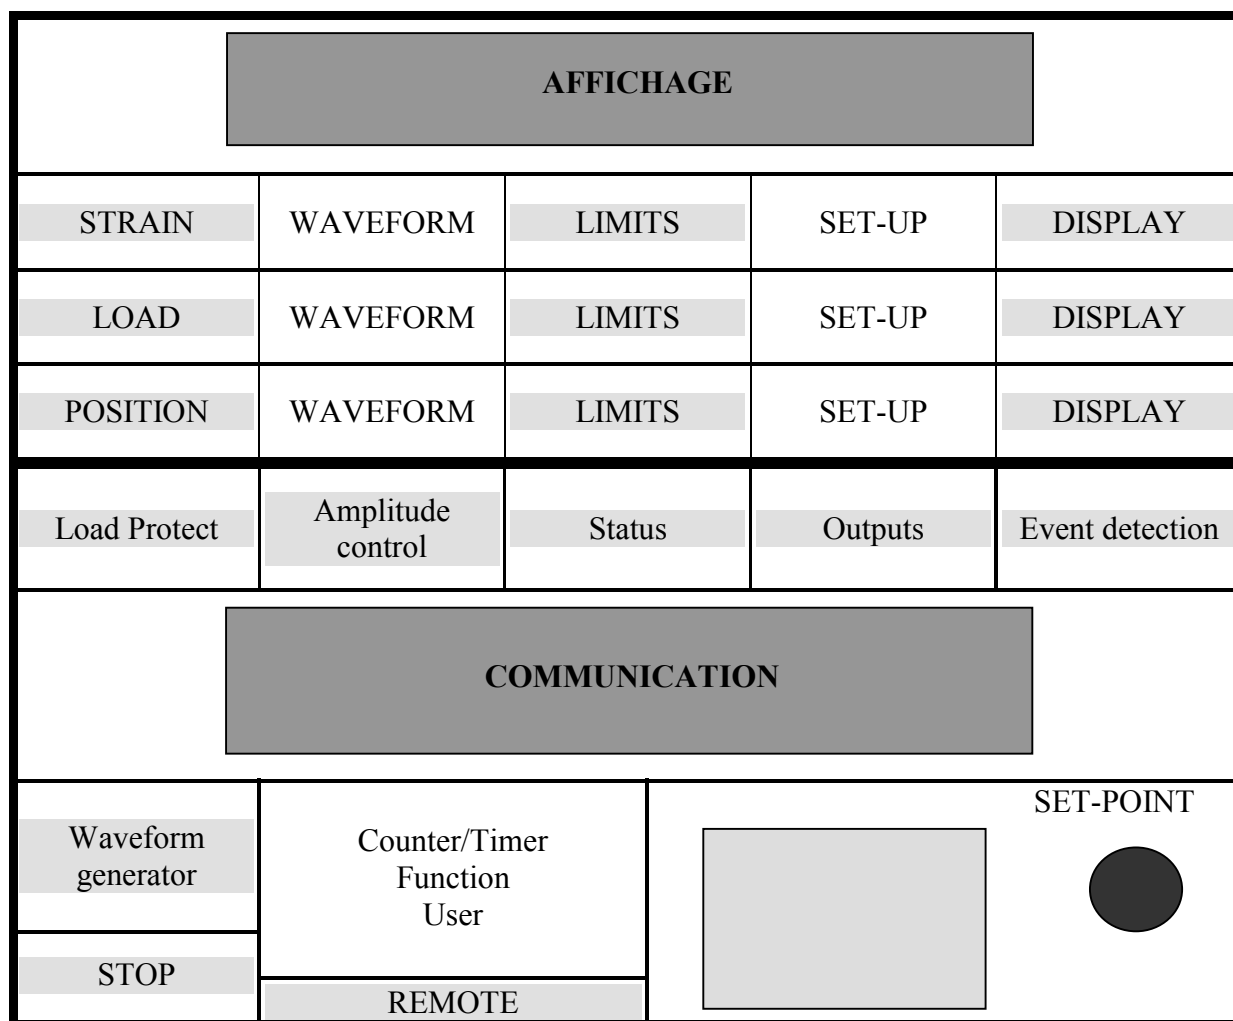 AFFICHAGE
STRAIN WAVEFORM LIMITS SET-UP DISPLAY
LOAD WAVEFORM LIMITS SET-UP DISPLAY
POSITION WAVEFORM LIMITS SET-UP DISPLAY
Load Protect
Amplitude
control
Status
Outputs
Event detection
COMMUNICATION
Waveform
generator
STOP
Counter/Timer
Function
User
REMOTE
SET-POINT